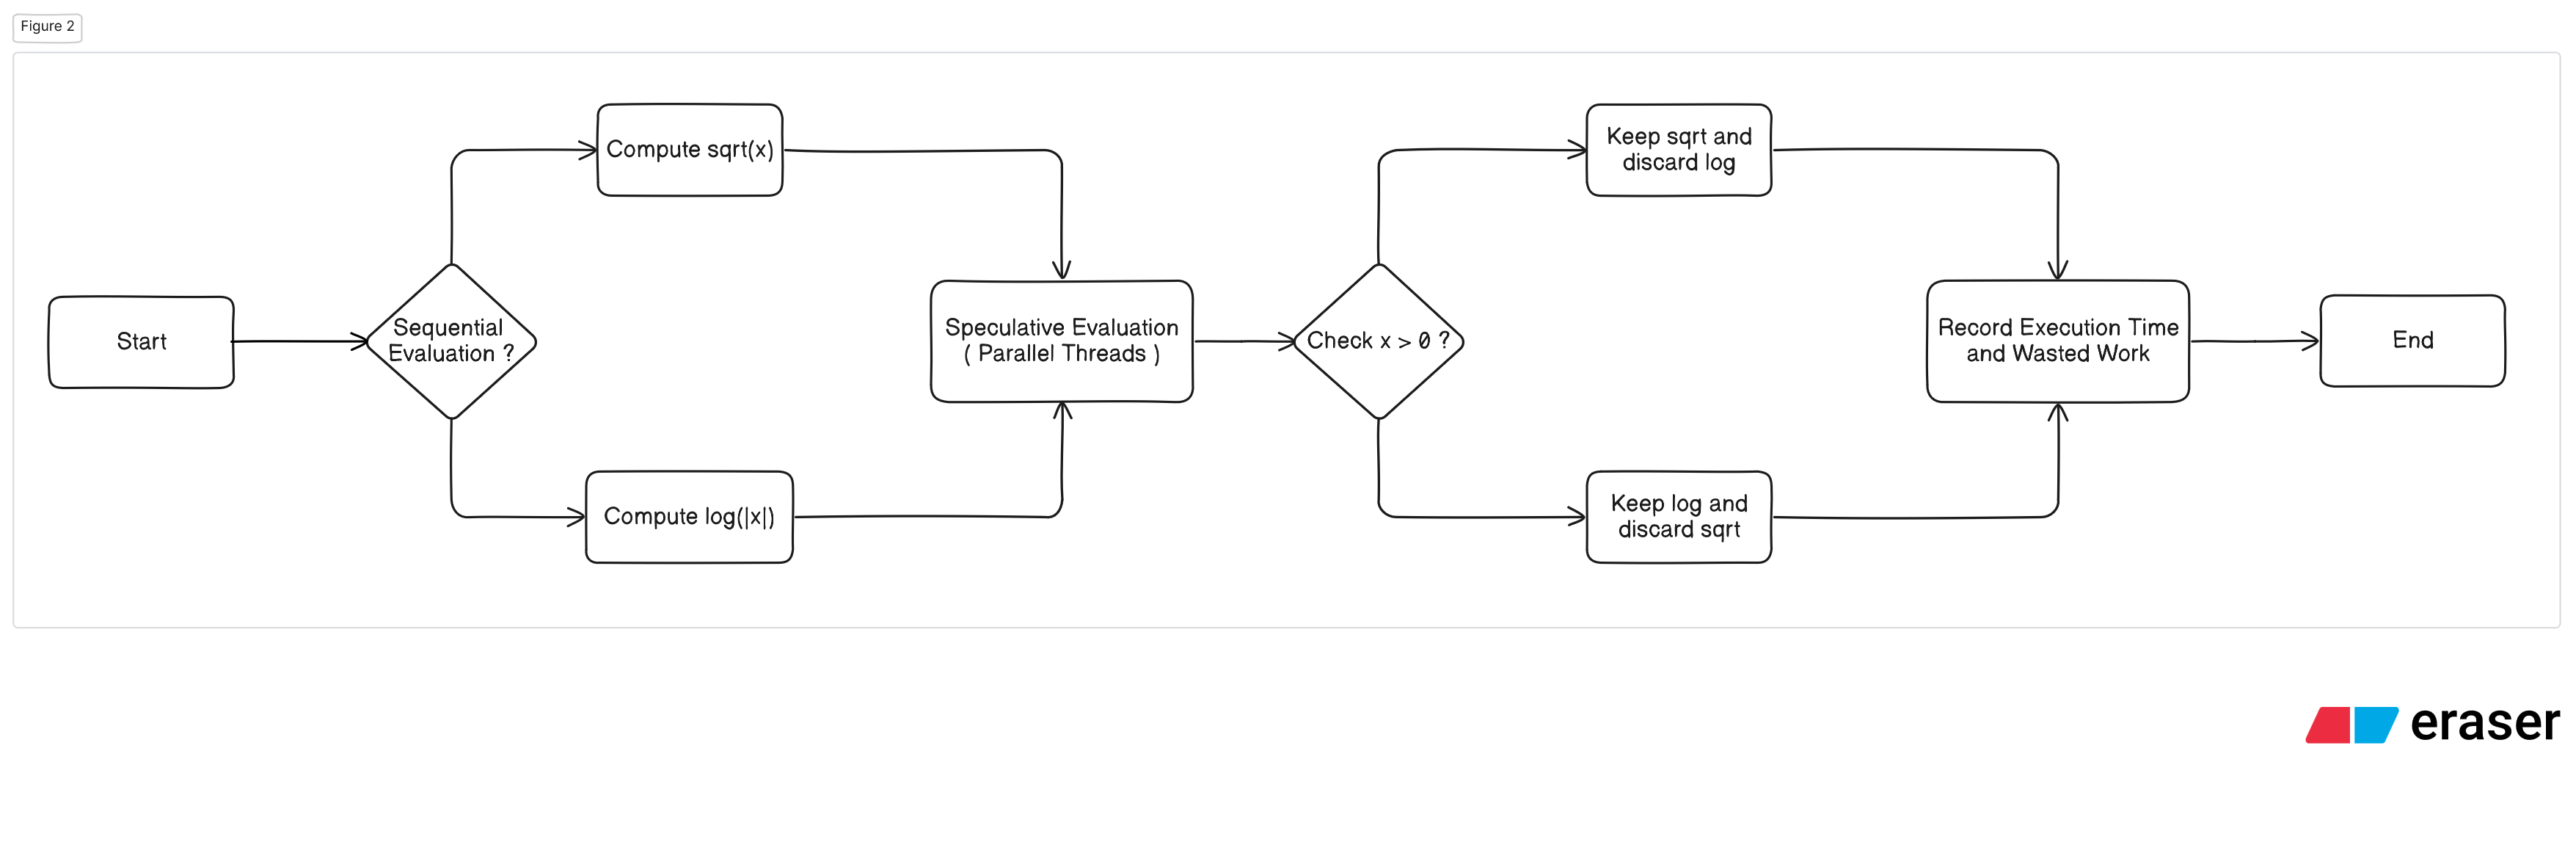 Figure 2
Start
Sequential
Evaluation ?
Compute sqrt(x)
Compute log(|x|)
Speculative Evaluation
( Parallel Threads )
Check x > 0 ?
Keep sqrt and
discard log
Keep log and
discard sqrt
Record Execution Time
and Wasted Work
End
eraser